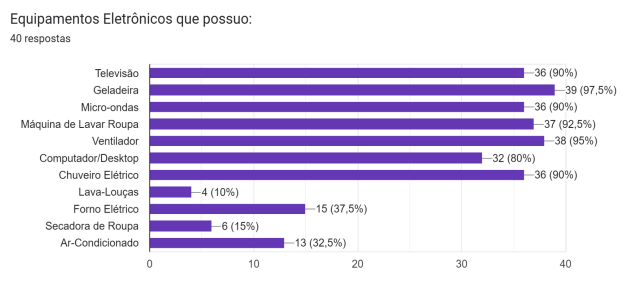 Equipamentos Eletrônicos que possuo:
40 respostas
Televisão 36 (90%)
Geladeira 39 (97,5%)
Micro-ondas 36 (90%)
Máquina de Lavar Roupa 37 (92,5%)
Ventilador 38 (95%)
Computador/Desktop 32 (80%)
Chuveiro Elétrico 36 (90%)
Lava-Louças 4 (10%)
Forno Elétrico 15 (37,5%)
Secadora de Roupa 6 (15%)
Ar-Condicionado 13 (32,5%)
0 10 20 30 40